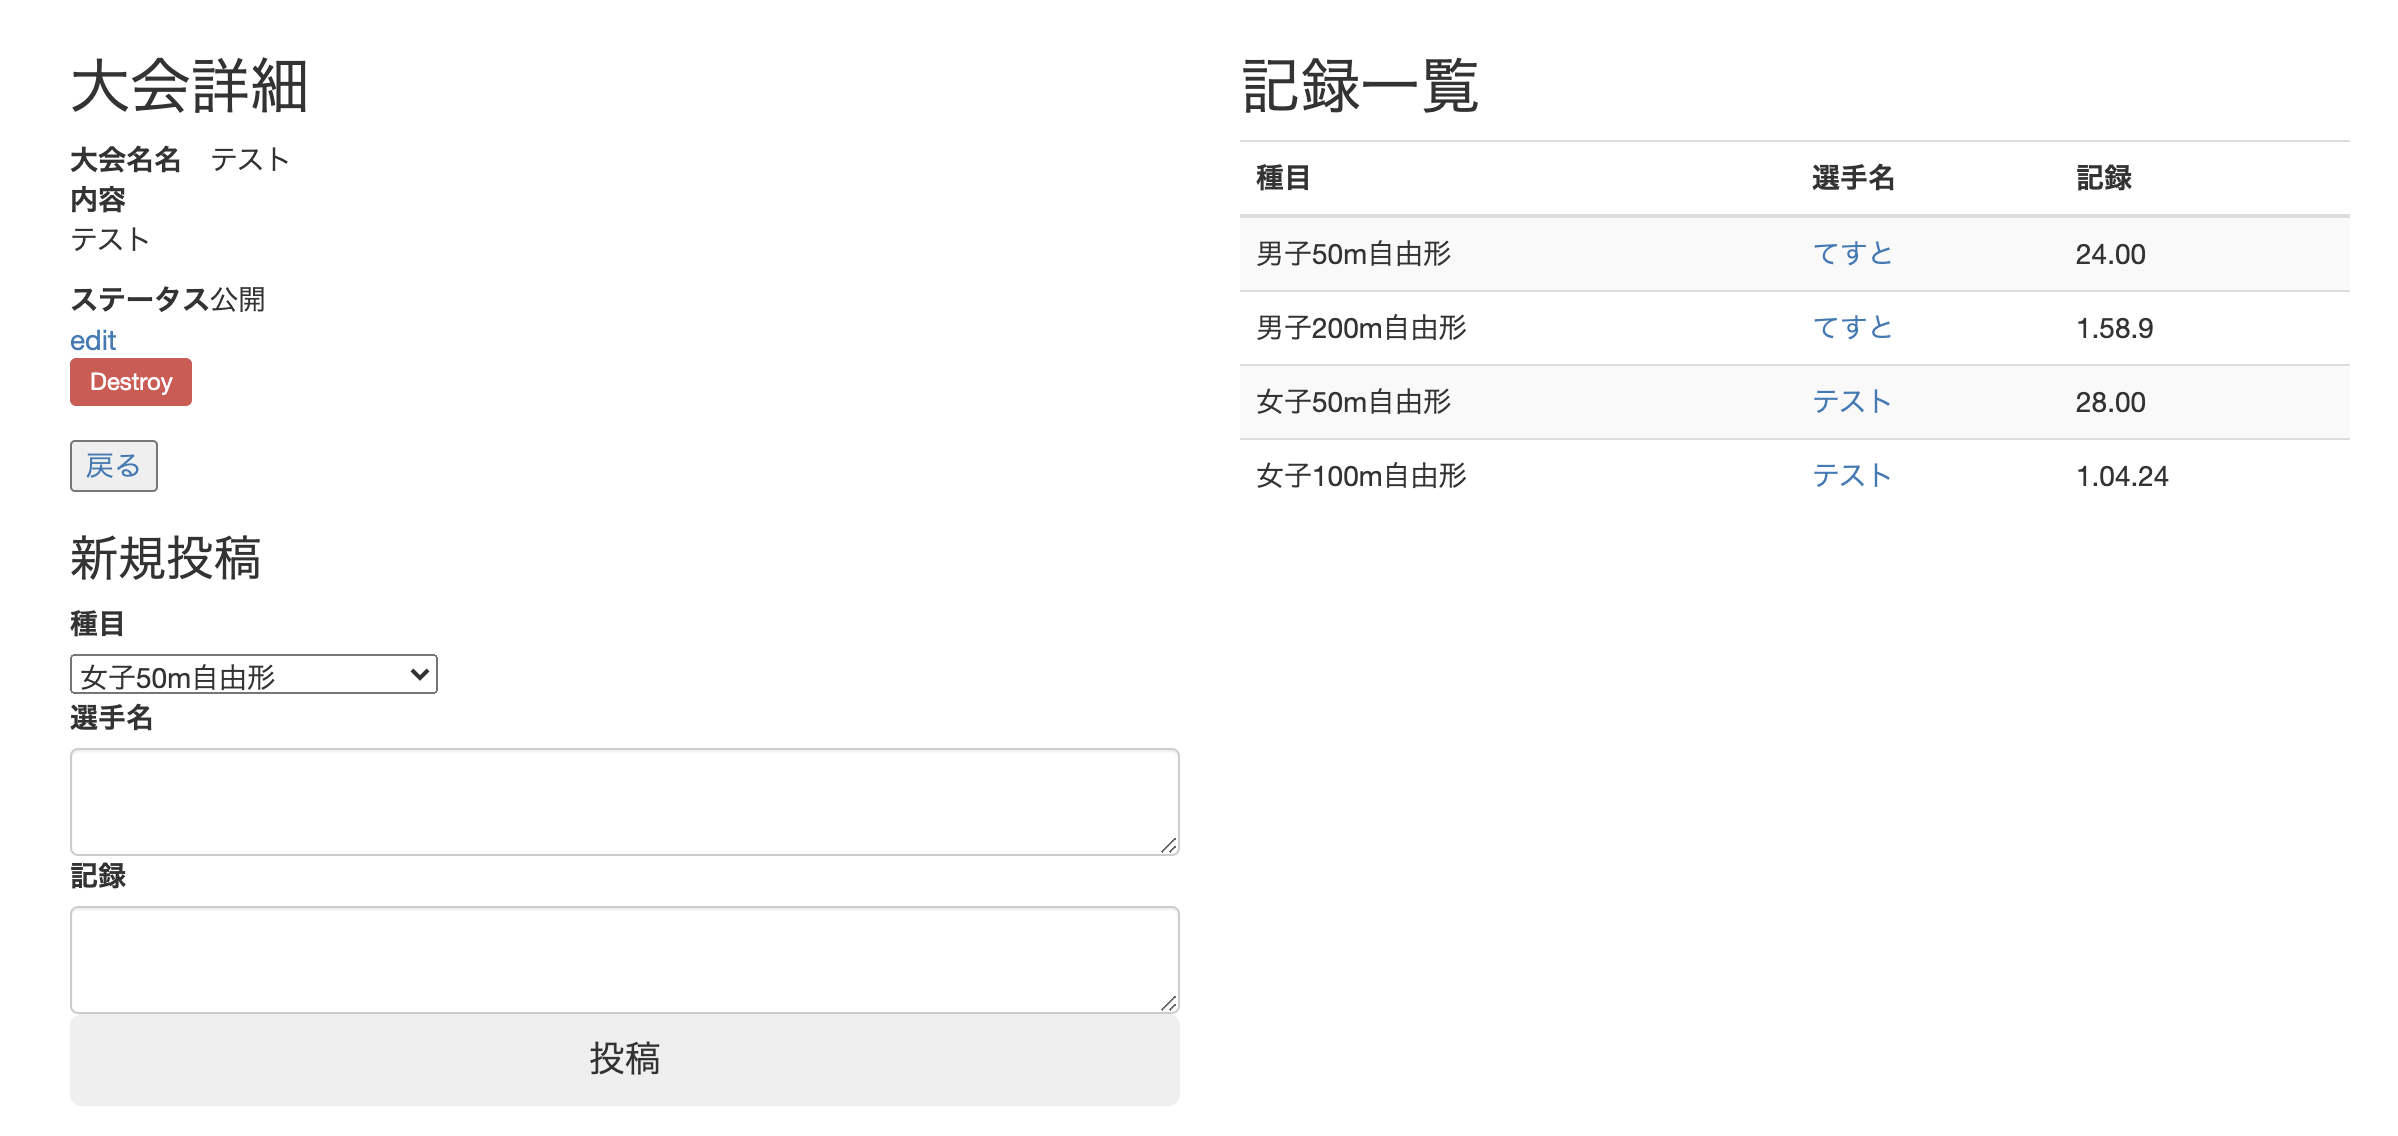 大会詳細
大会名名　テスト
内容
テスト
ステータス公開
edit
Destroy
戻る
新規投稿
種目
女子50m自由形
選手名
記録
投稿
記録一覧
種目 選手名 記録
男子50m自由形 てすと 24.00
男子200m自由形 てすと 1.58.9
女子50m自由形 テスト 28.00
女子100m自由形 テスト 1.04.24